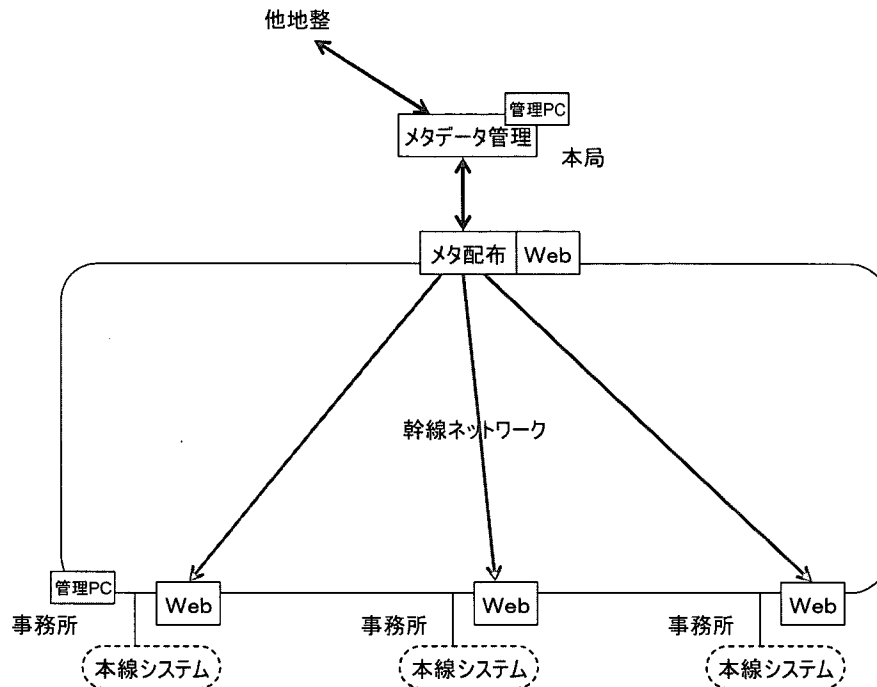 他地整
管理PC
メタデータ管理
本局
メタ配布
Web
幹線ネットワーク
管理PC
Web
Web
Web
事務所
事務所
事務所
本線システム
本線システム
本線システム